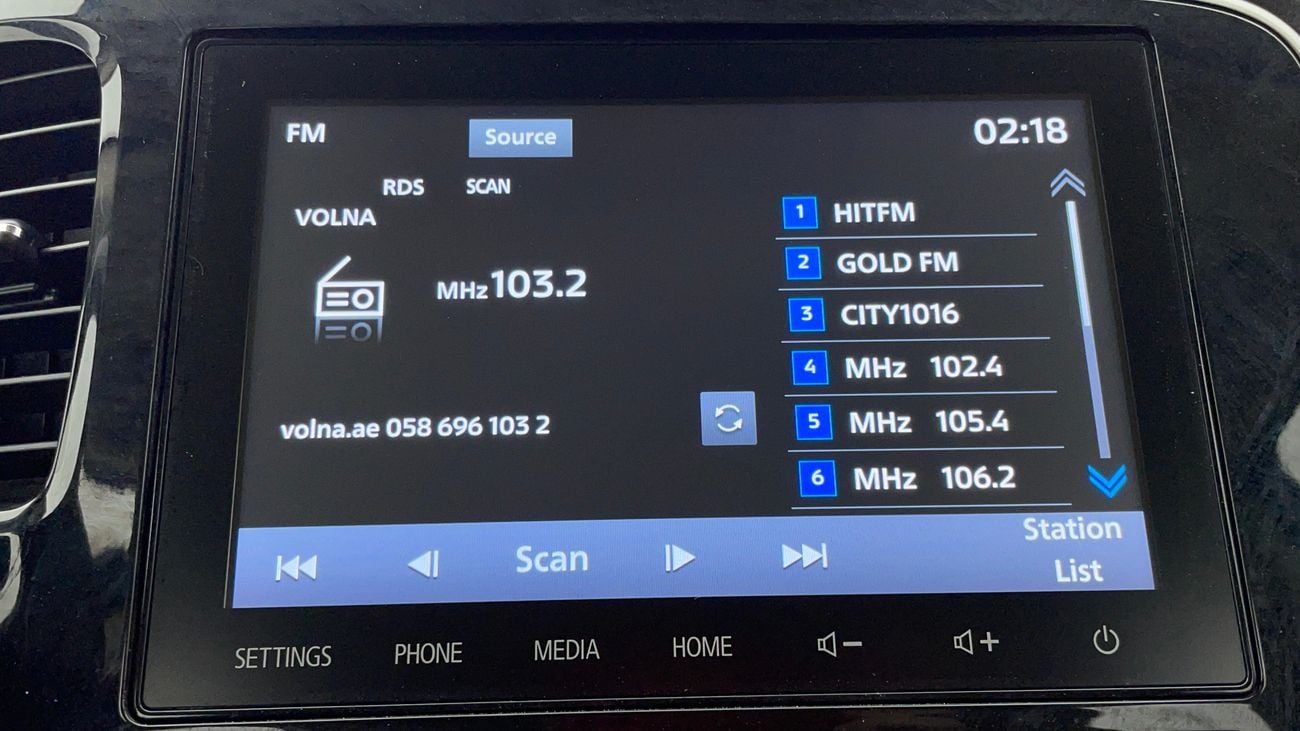 FM Source 02:18
RDS SCAN
VOLNA
MHz 103.2
volna.ae 058 696 103 2
1 HITFM
2 GOLD FM
3 CITY1016
4 MHz 102.4
5 MHz 105.4
6 MHz 106.2
Scan
Station
List
SETTINGS PHONE MEDIA HOME